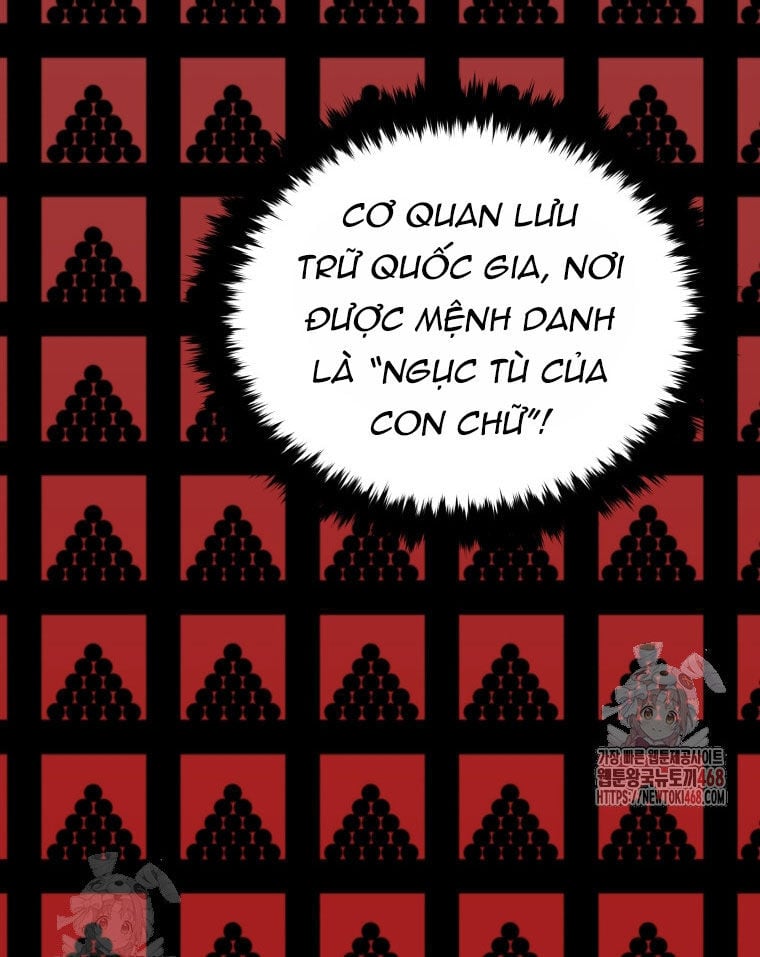 CƠ QUAN LƯU
TRỮ QUỐC GIA, NƠI
ĐƯỢC MỆNH DANH
LÀ "NGỤC TÙ CỦA
CON CHỮ"!
가장 빠른 웹툰제공사이트
웹툰왕국뉴토끼468
HTTPS://NEWTOKI468.COM